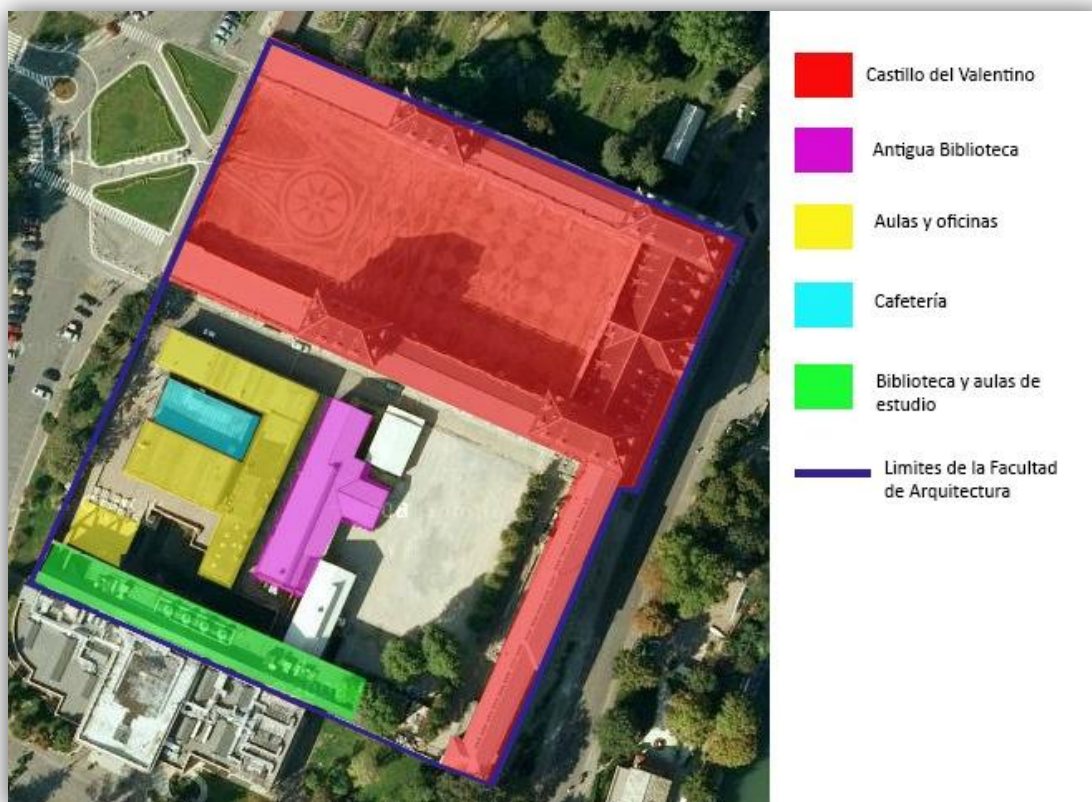 Castillo del Valentino
Antigua Biblioteca
Aulas y oficinas
Cafetería
Biblioteca y aulas de
estudio
Limites de la Facultad
de Arquitectura